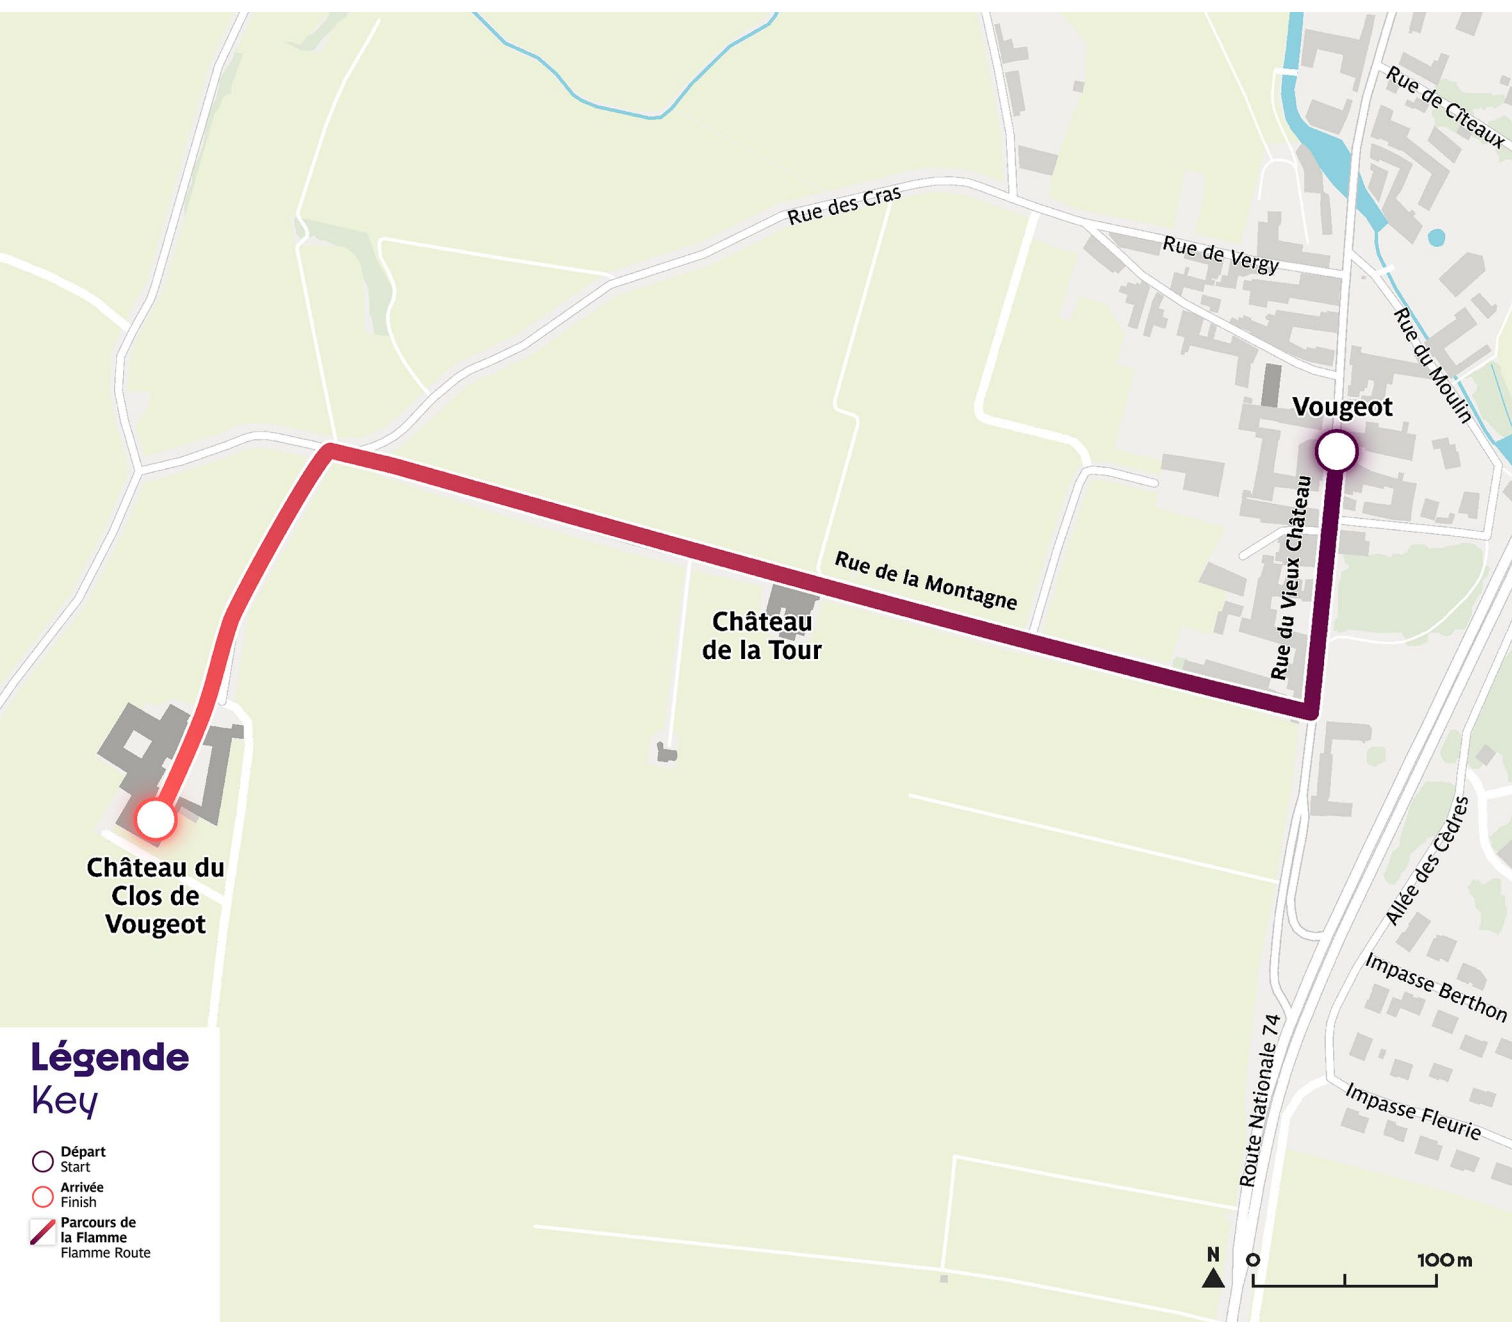 Rue de Cîteaux
Rue des Cras
Rue de Vergy
Rue du Moulin
Vougeot
Rue du Vieux Château
Rue de la Montagne
Château
de la Tour
Allée des Cèdres
Château du
Clos de
Vougeot
Impasse Berthon
Route Nationale 74
Impasse Fleurie
Légende
Key
Départ
Start
Arrivée
Finish
Parcours de
la Flamme
Flamme Route
N 0 100 m